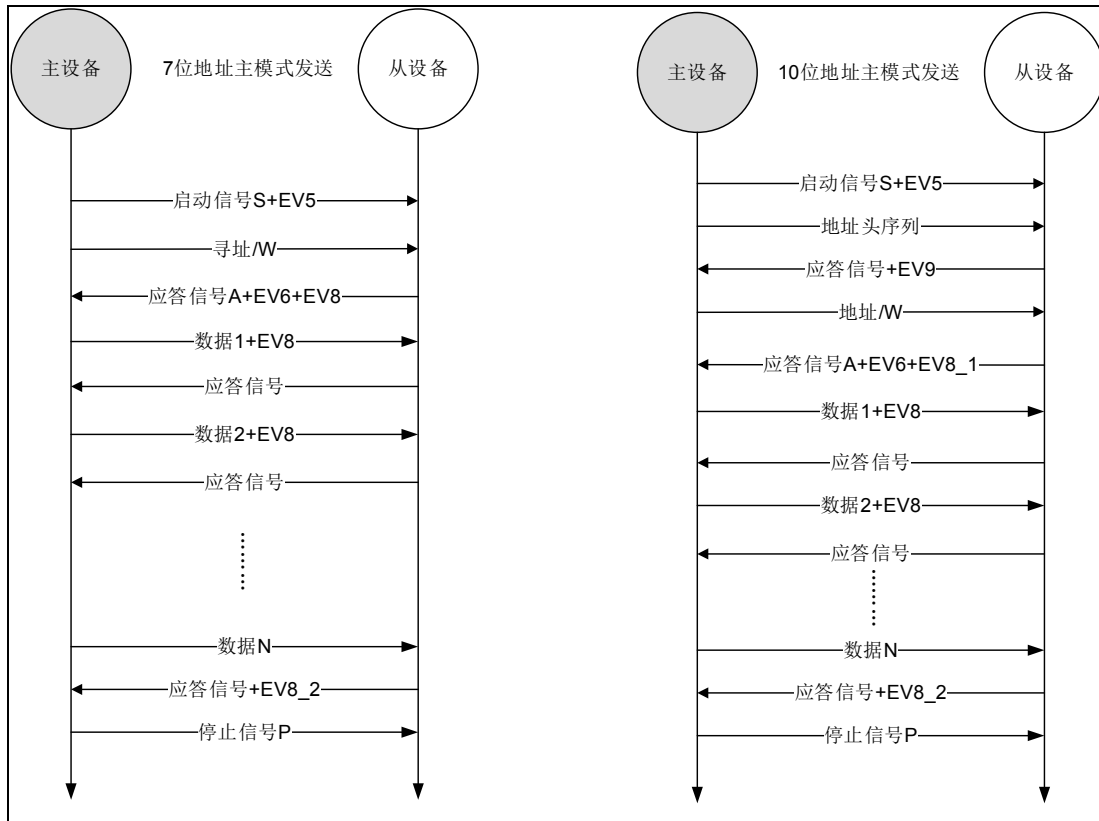 主设备
7位地址主模式发送
从设备
启动信号S+EV5
寻址/W
应答信号A+EV6+EV8
数据1+EV8
应答信号
数据2+EV8
应答信号
数据N
应答信号+EV8_2
停止信号P
主设备
10位地址主模式发送
从设备
启动信号S+EV5
地址头序列
应答信号+EV9
地址/W
应答信号A+EV6+EV8_1
数据1+EV8
应答信号
数据2+EV8
应答信号
数据N
应答信号+EV8_2
停止信号P